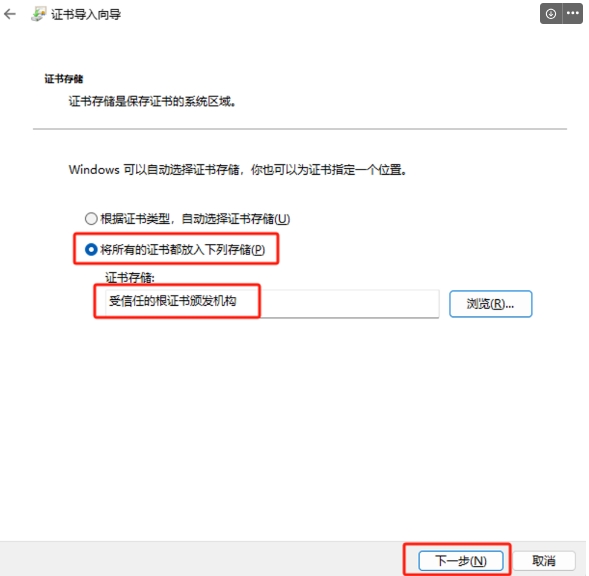 证书导入向导
证书存储
证书存储是保存证书的系统区域。
Windows 可以自动选择证书存储，你也可以为证书指定一个位置。
根据证书类型，自动选择证书存储(U)
将所有的证书都放入下列存储(P)
证书存储:
受信任的根证书颁发机构
浏览(R)...
下一步(N)
取消